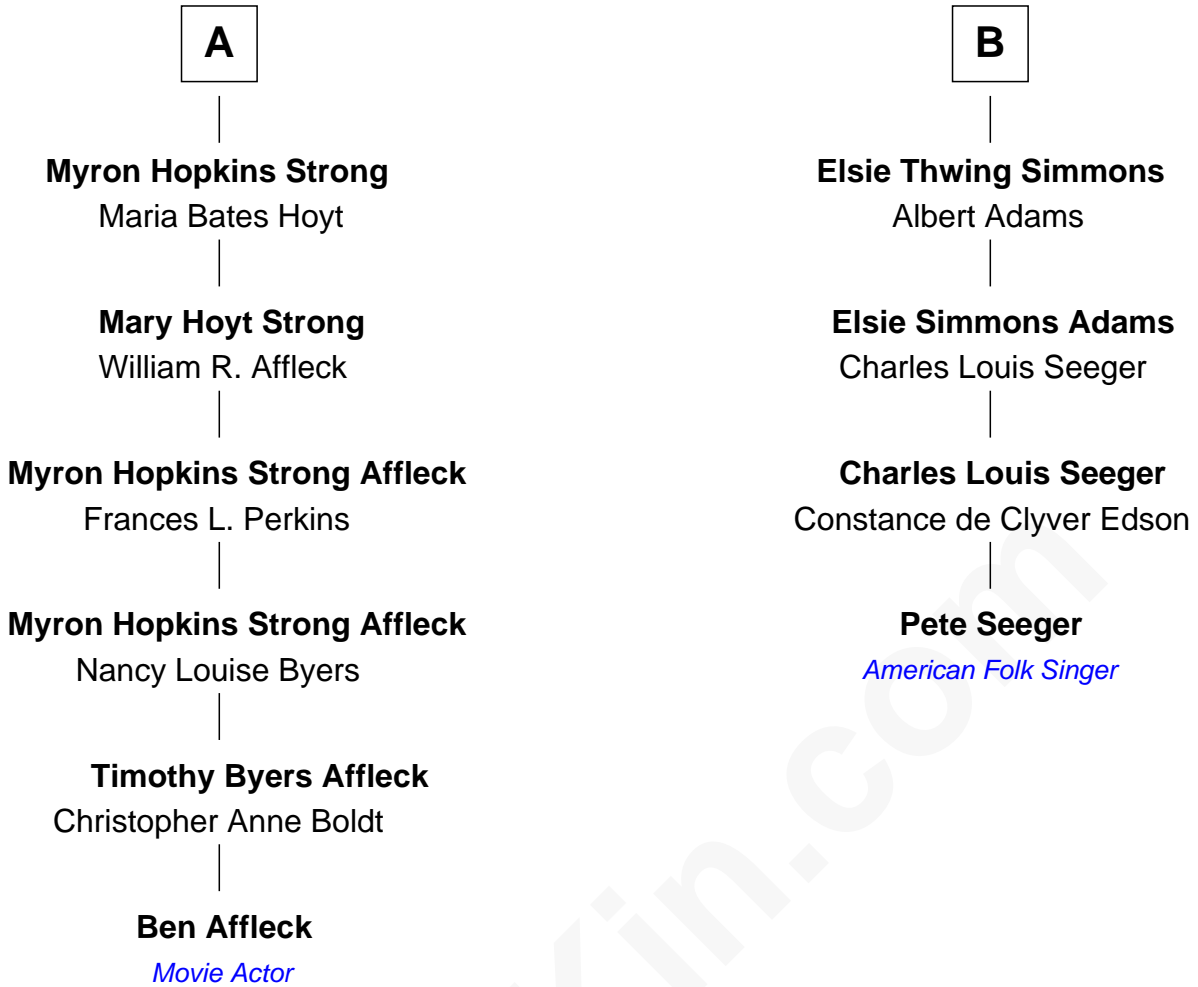 A
Myron Hopkins Strong
Maria Bates Hoyt
Mary Hoyt Strong
William R. Affleck
Myron Hopkins Strong Affleck
Frances L. Perkins
Myron Hopkins Strong Affleck
Nancy Louise Byers
Timothy Byers Affleck
Christopher Anne Boldt
Ben Affleck
Movie Actor
B
Elsie Thwing Simmons
Albert Adams
Elsie Simmons Adams
Charles Louis Seeger
Charles Louis Seeger
Constance de Clyver Edson
Pete Seeger
American Folk Singer
Kin.com